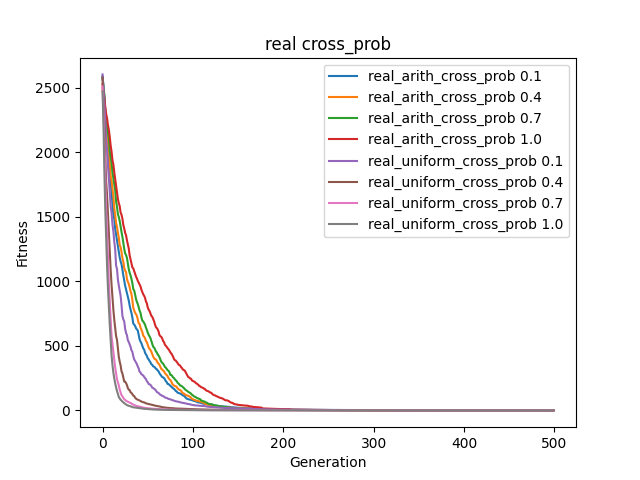 real cross_prob
real_arith_cross_prob 0.1
real_arith_cross_prob 0.4
real_arith_cross_prob 0.7
real_arith_cross_prob 1.0
real_uniform_cross_prob 0.1
real_uniform_cross_prob 0.4
real_uniform_cross_prob 0.7
real_uniform_cross_prob 1.0
Fitness
2500
2000
1500
1000
500
0
0 100 200 300 400 500
Generation